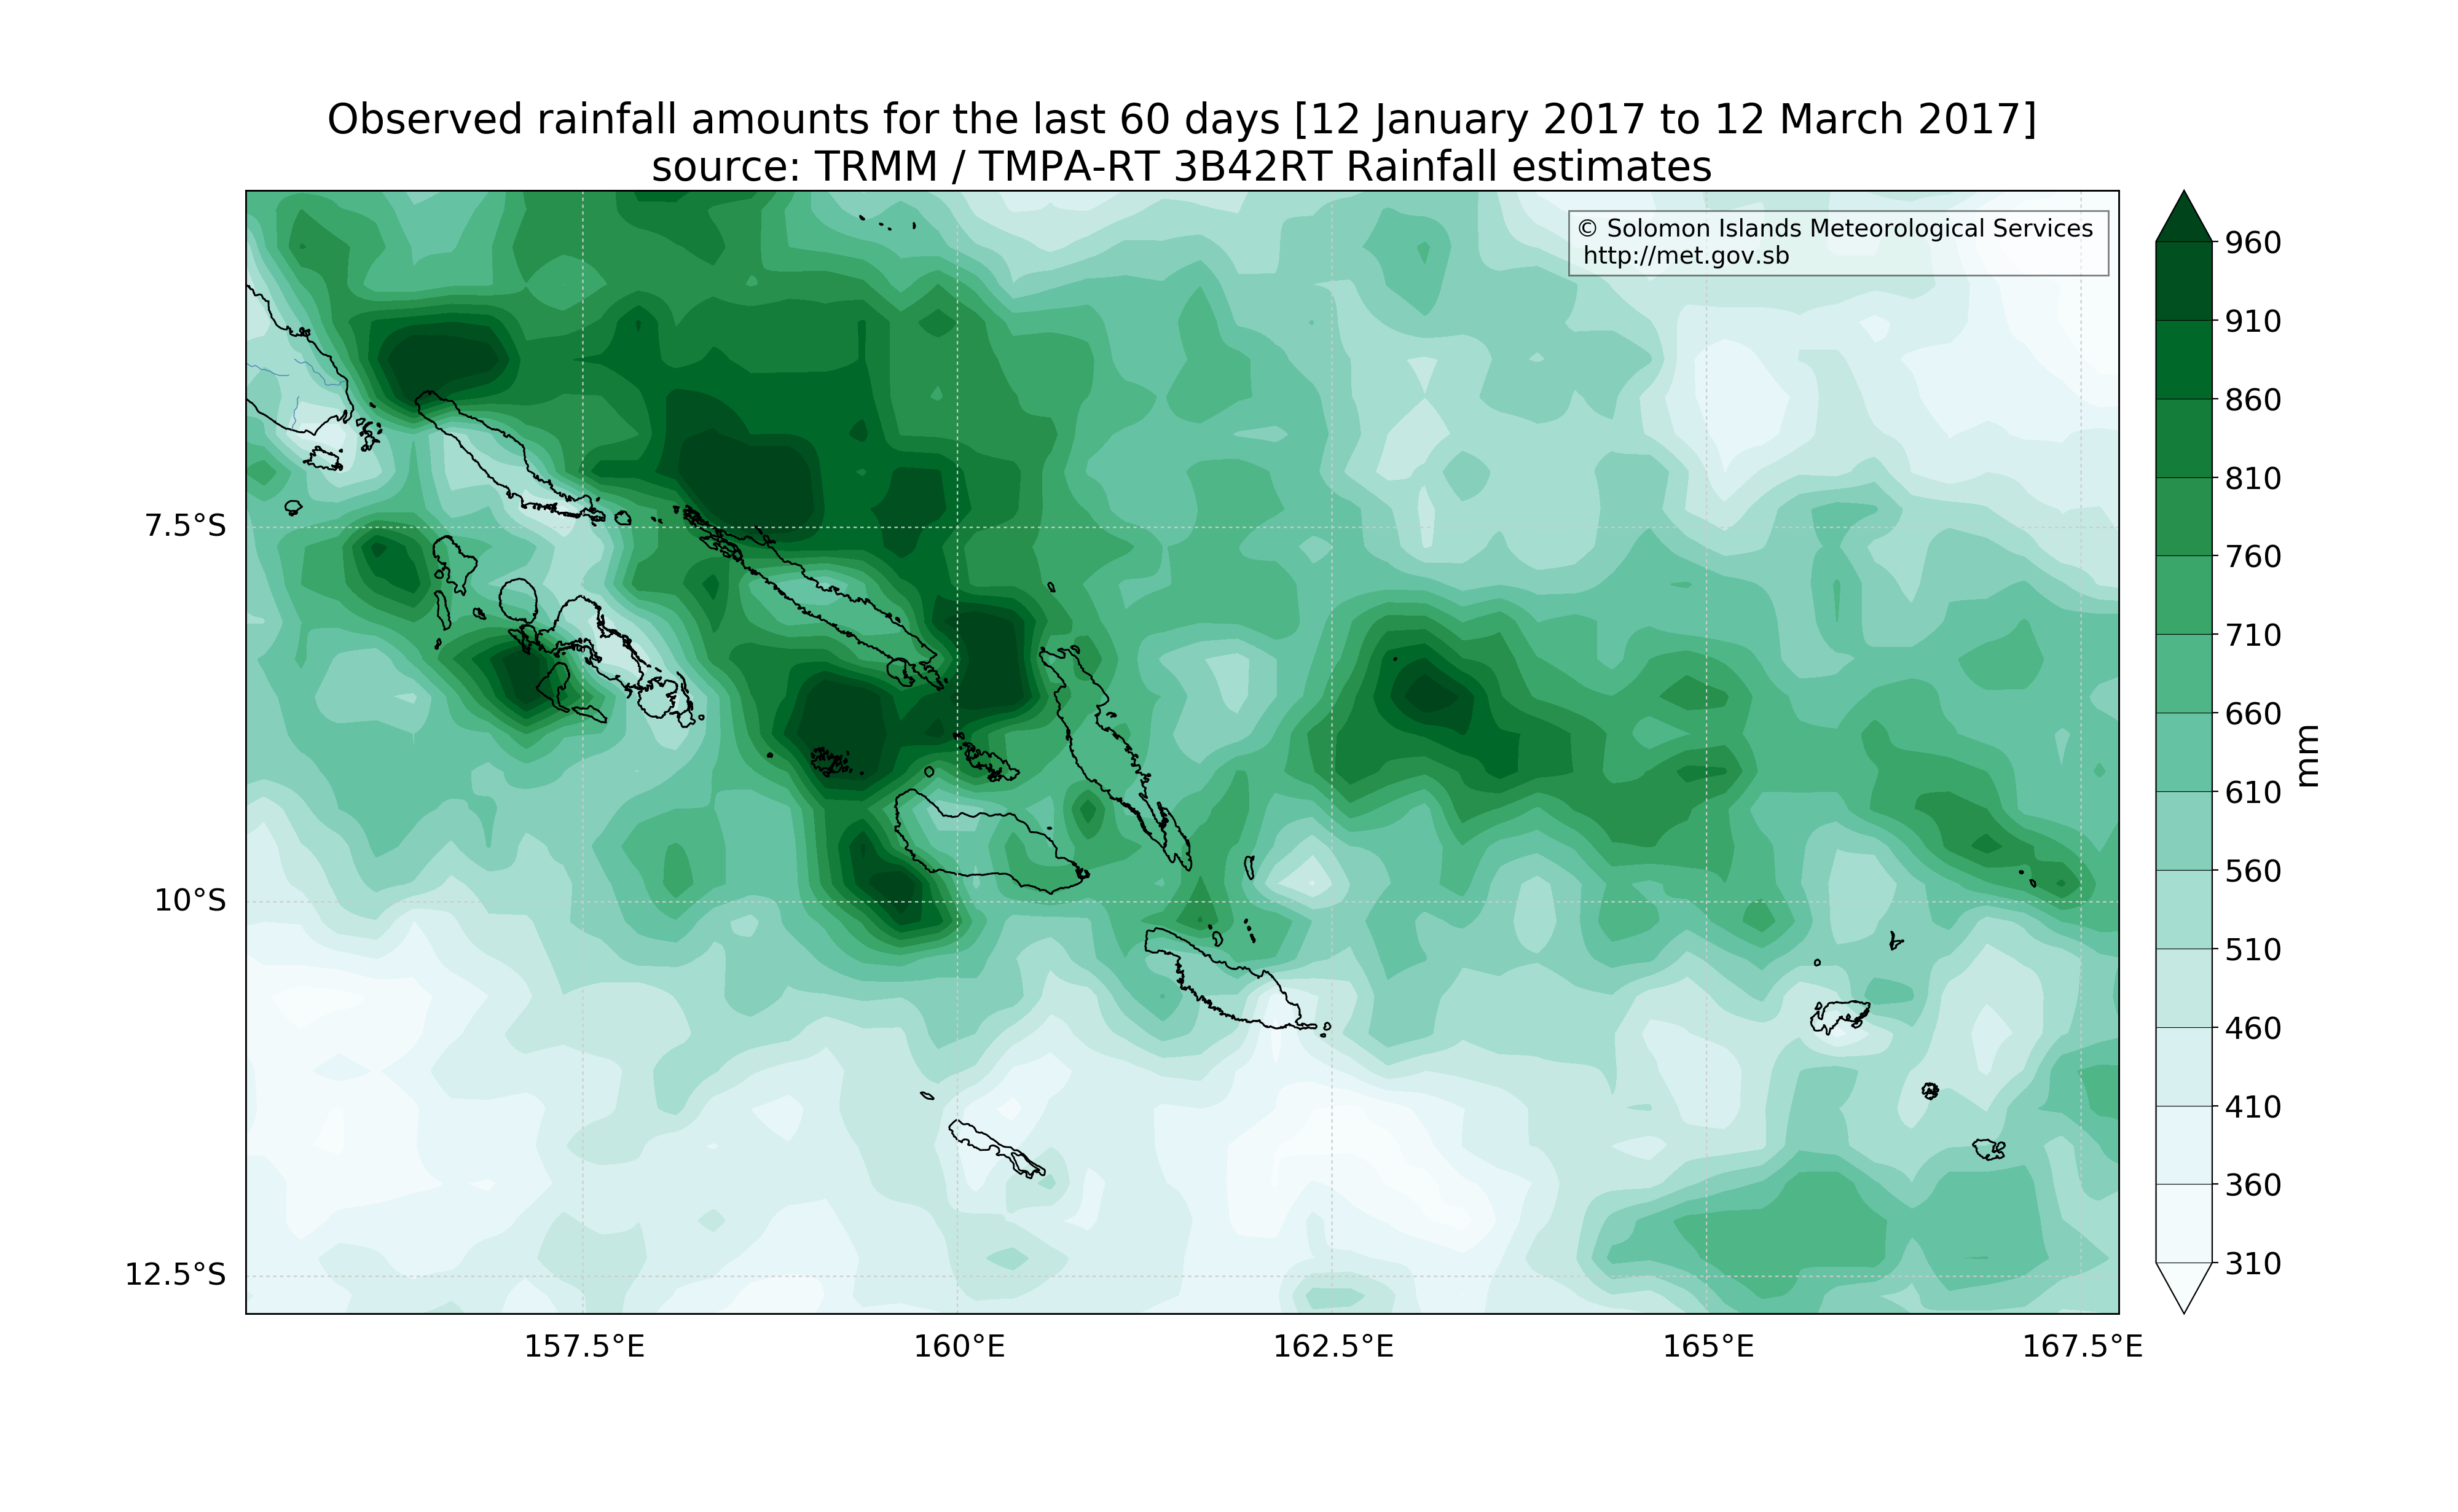 Observed rainfall amounts for the last 60 days [12 January 2017 to 12 March 2017]
source: TRMM / TMPA-RT 3B42RT Rainfall estimates
© Solomon Islands Meteorological Services
http://met.gov.sb
7.5°S
10°S
12.5°S
157.5°E
160°E
162.5°E
165°E
167.5°E
960
910
860
810
760
710
660
610
560
510
460
410
360
310
mm